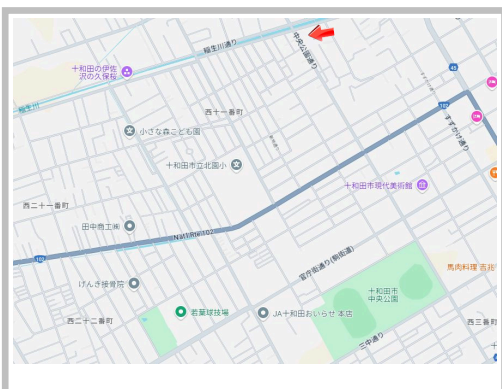 稲生川通り
中央公園通り
十和田の伊佐
沢の久保桜
45
稲生川
102
西十一番町
すずかけ通り
小さな森こども園
十和田市立北園小
十和田市現代美術館
西二十一番町
田中商工㈱
Nat'l Rte 102
官庁街通り(駒街道)
102
馬肉料理 吉兆
げんき接骨院
十和田市
中央公園
若葉球技場
JA十和田おいらせ 本店
西二十二番町
西三番町
三中通り
十